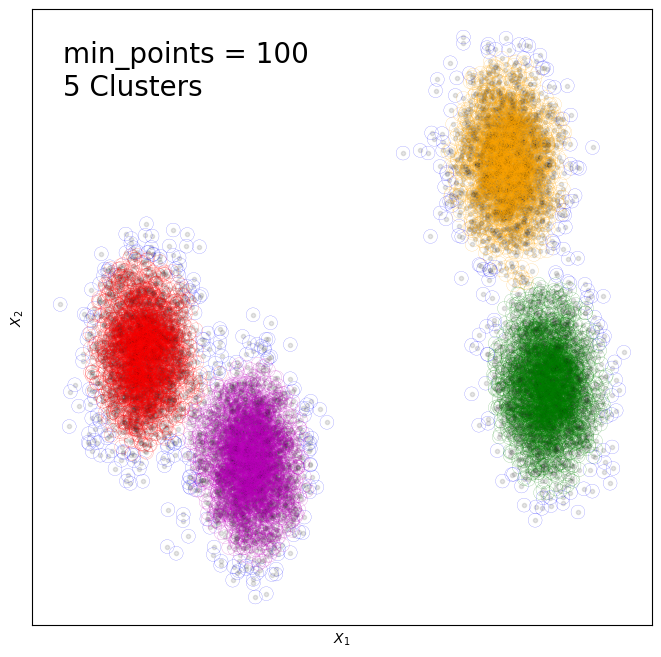 min_points = 100
5 Clusters
X₂
X₁